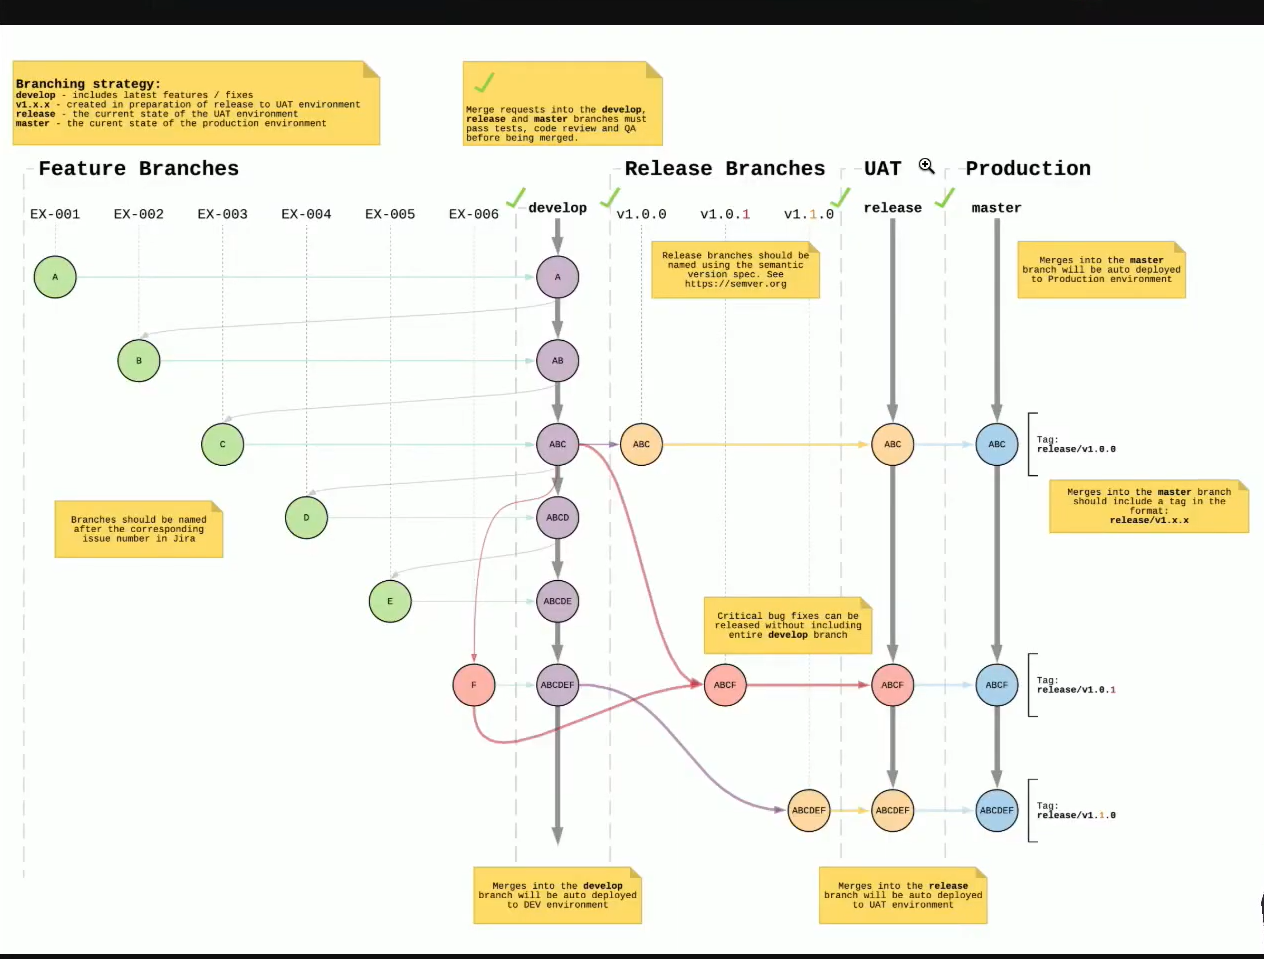 Branching strategy:
develop - includes latest features / fixes
v1.x.x - created in preparation of release to UAT environment
release - the current state of the UAT environment
master - the curent state of the production environment
Merge requests into the develop,
release and master branches must
pass tests, code review and QA
before being merged.
Feature Branches
Release Branches
UAT
Production
EX-001
EX-002
EX-003
EX-004
EX-005
EX-006
develop
v1.0.0
v1.0.1
v1.1.0
release
master
Release branches should be
named using the semantic
version spec. See
https://semver.org
Merges into the master
branch will be auto deployed
to Production environment
A
A
B
AB
C
ABC
ABC
ABC
ABC
Tag:
release/v1.0.0
Merges into the master branch
should include a tag in the
format:
release/v1.x.x
Branches should be named
after the corresponding
issue number in Jira
D
ABCD
E
ABCDE
Critical bug fixes can be
released without including
entire develop branch
F
ABCDEF
ABCF
ABCF
ABCF
Tag:
release/v1.0.1
ABCDEF
ABCDEF
ABCDEF
Tag:
release/v1.1.0
Merges into the develop
branch will be auto deployed
to DEV environment
Merges into the release
branch will be auto deployed
to UAT environment